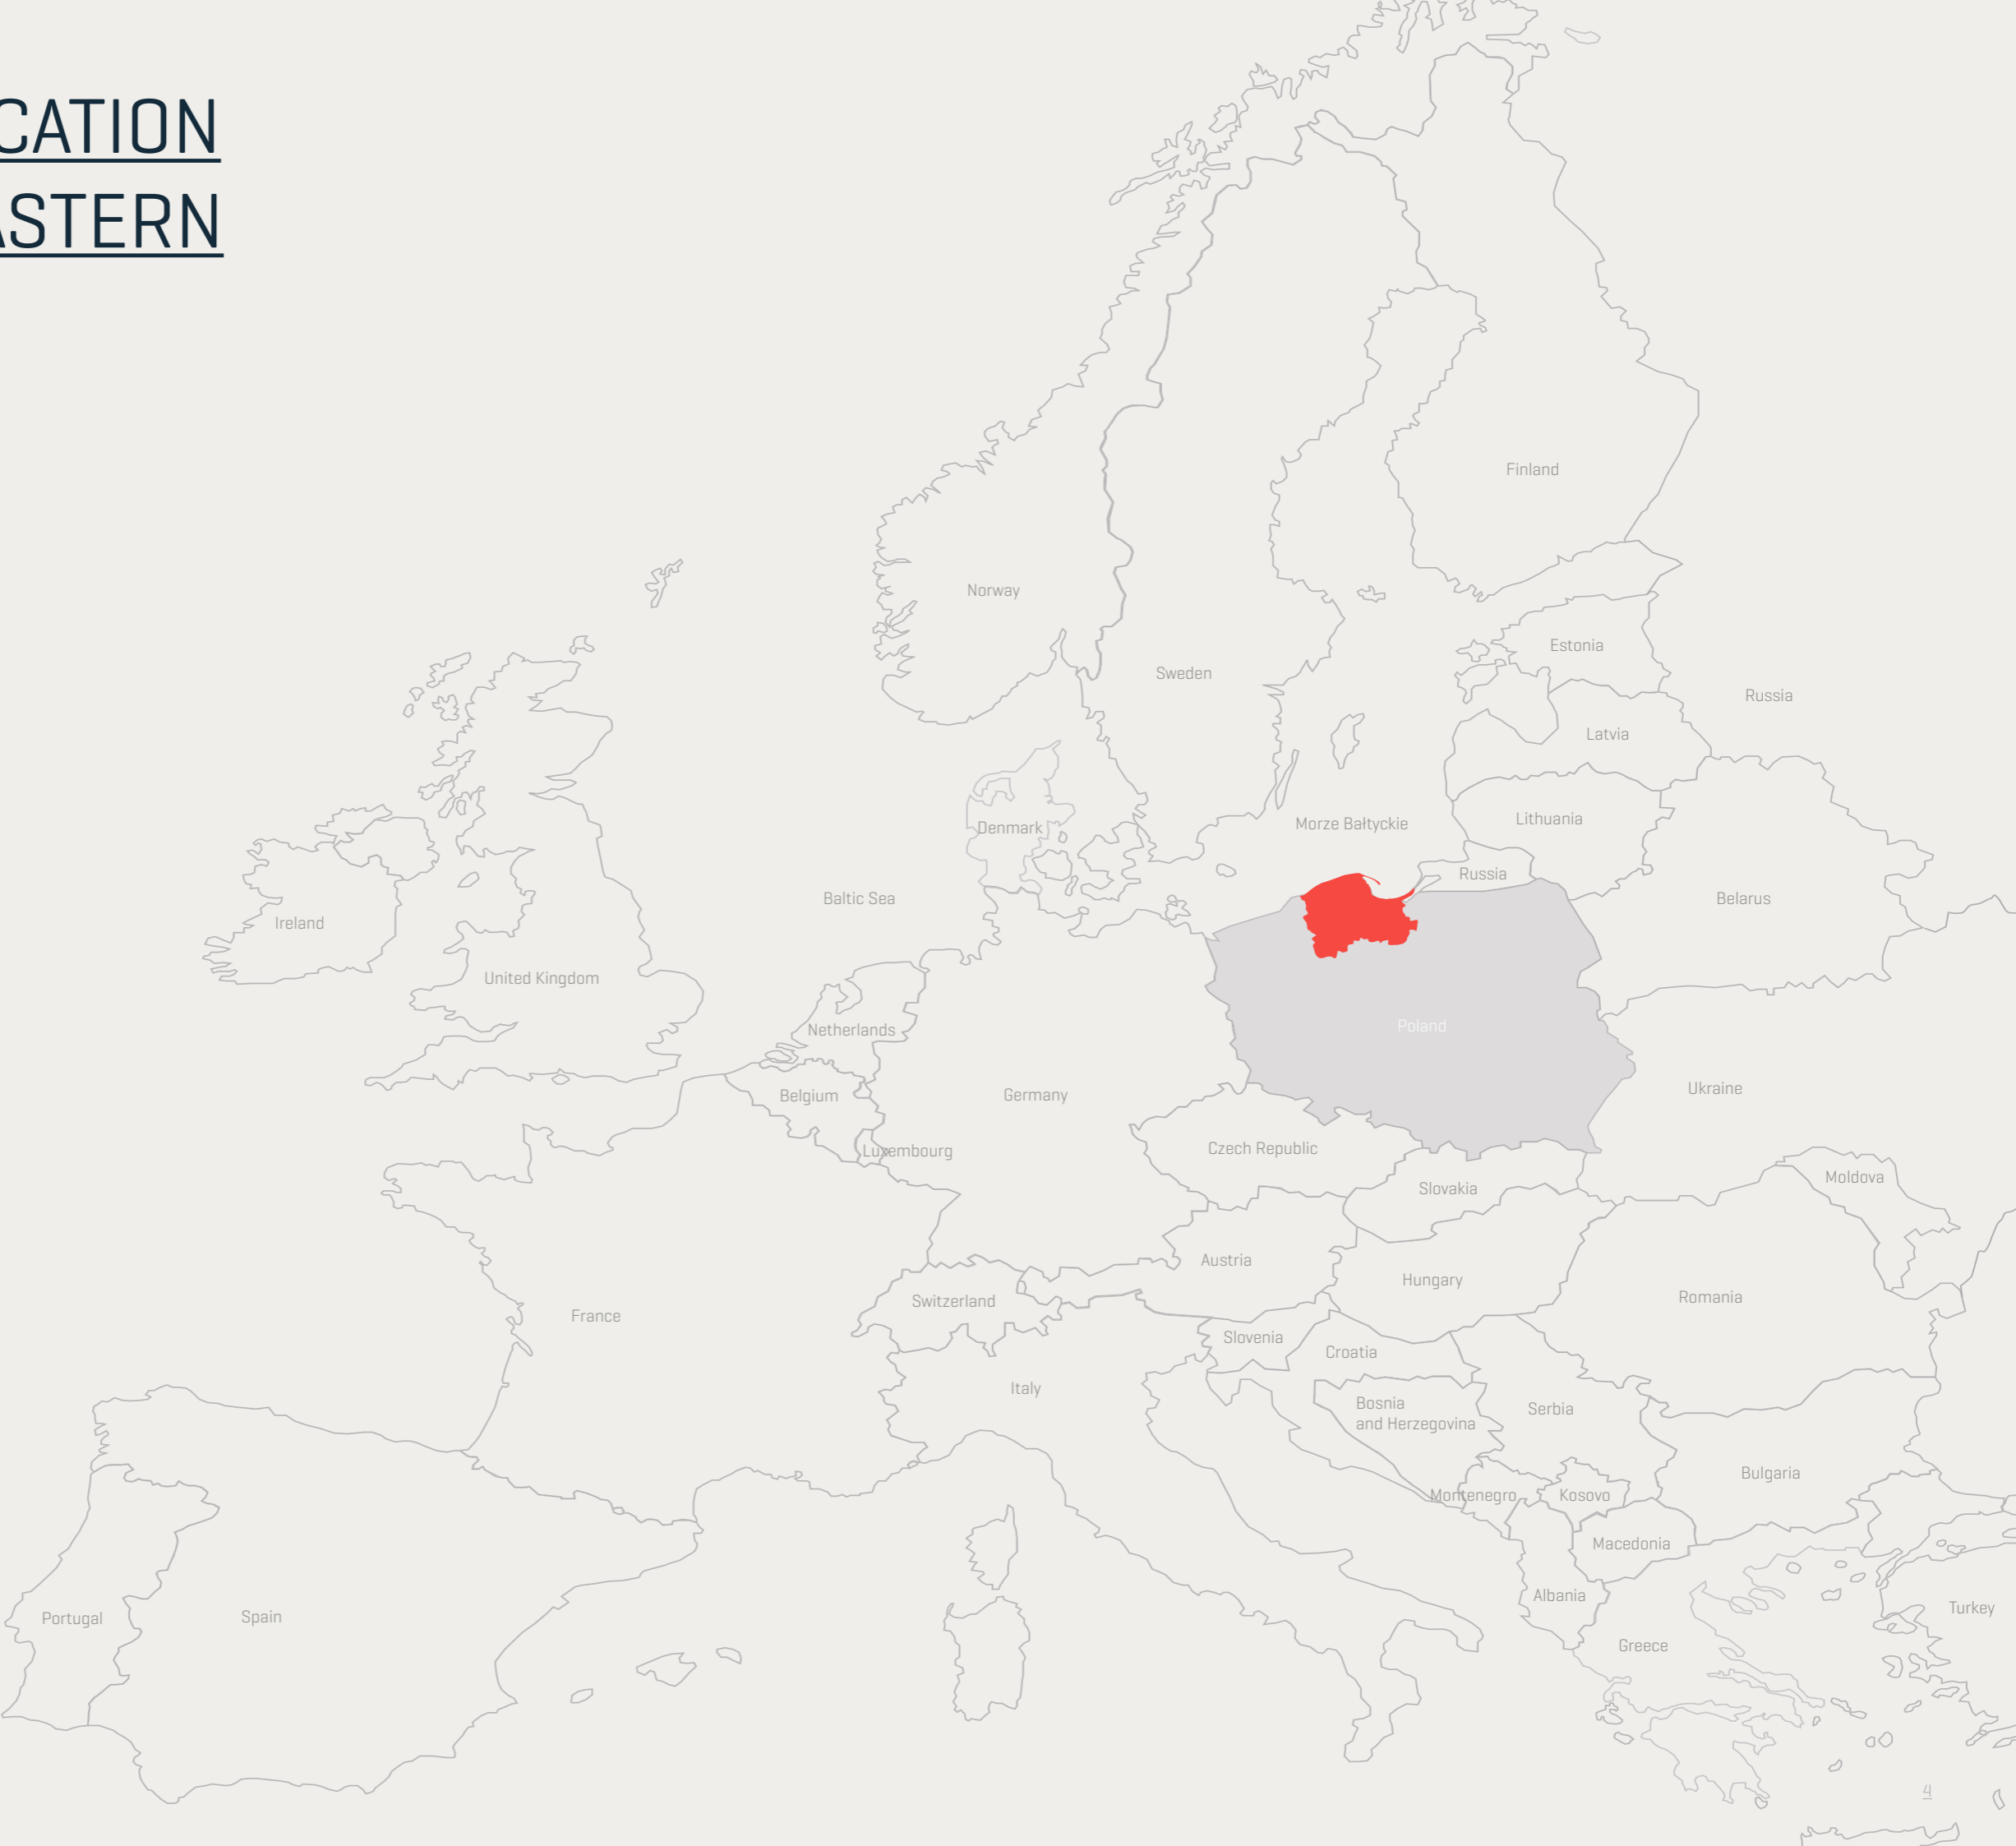 CATION
ASTERN
Finland
Norway
Estonia
Sweden
Russia
Latvia
Lithuania
Morze Bałtyckie
Denmark
Russia
Baltic Sea
Belarus
Ireland
United Kingdom
Poland
Netherlands
Ukraine
Germany
Belgium
Czech Republic
Luxembourg
Moldova
Slovakia
Austria
Hungary
Romania
Switzerland
France
Slovenia
Croatia
Italy
Bosnia
and Herzegovina
Serbia
Bulgaria
Montenegro
Kosovo
Macedonia
Albania
Turkey
Portugal
Spain
Greece
4